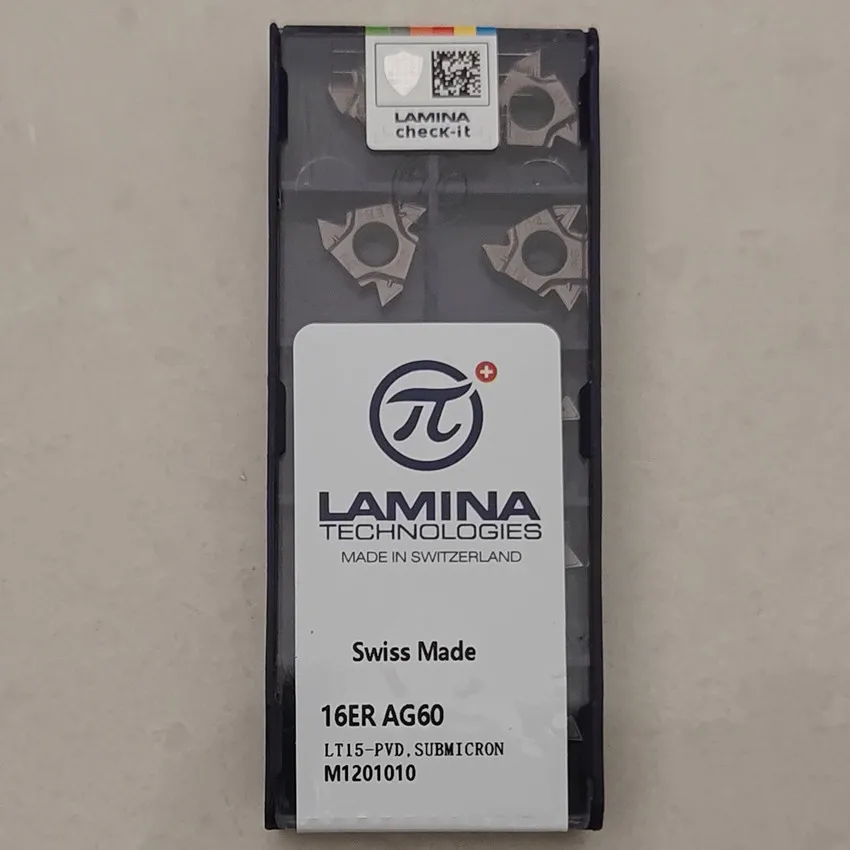 LAMINA
check-it
π
LAMINA
TECHNOLOGIES
MADE IN SWITZERLAND
Swiss Made
16ER AG60
LT15-PVD,SUBMICRON
M1201010